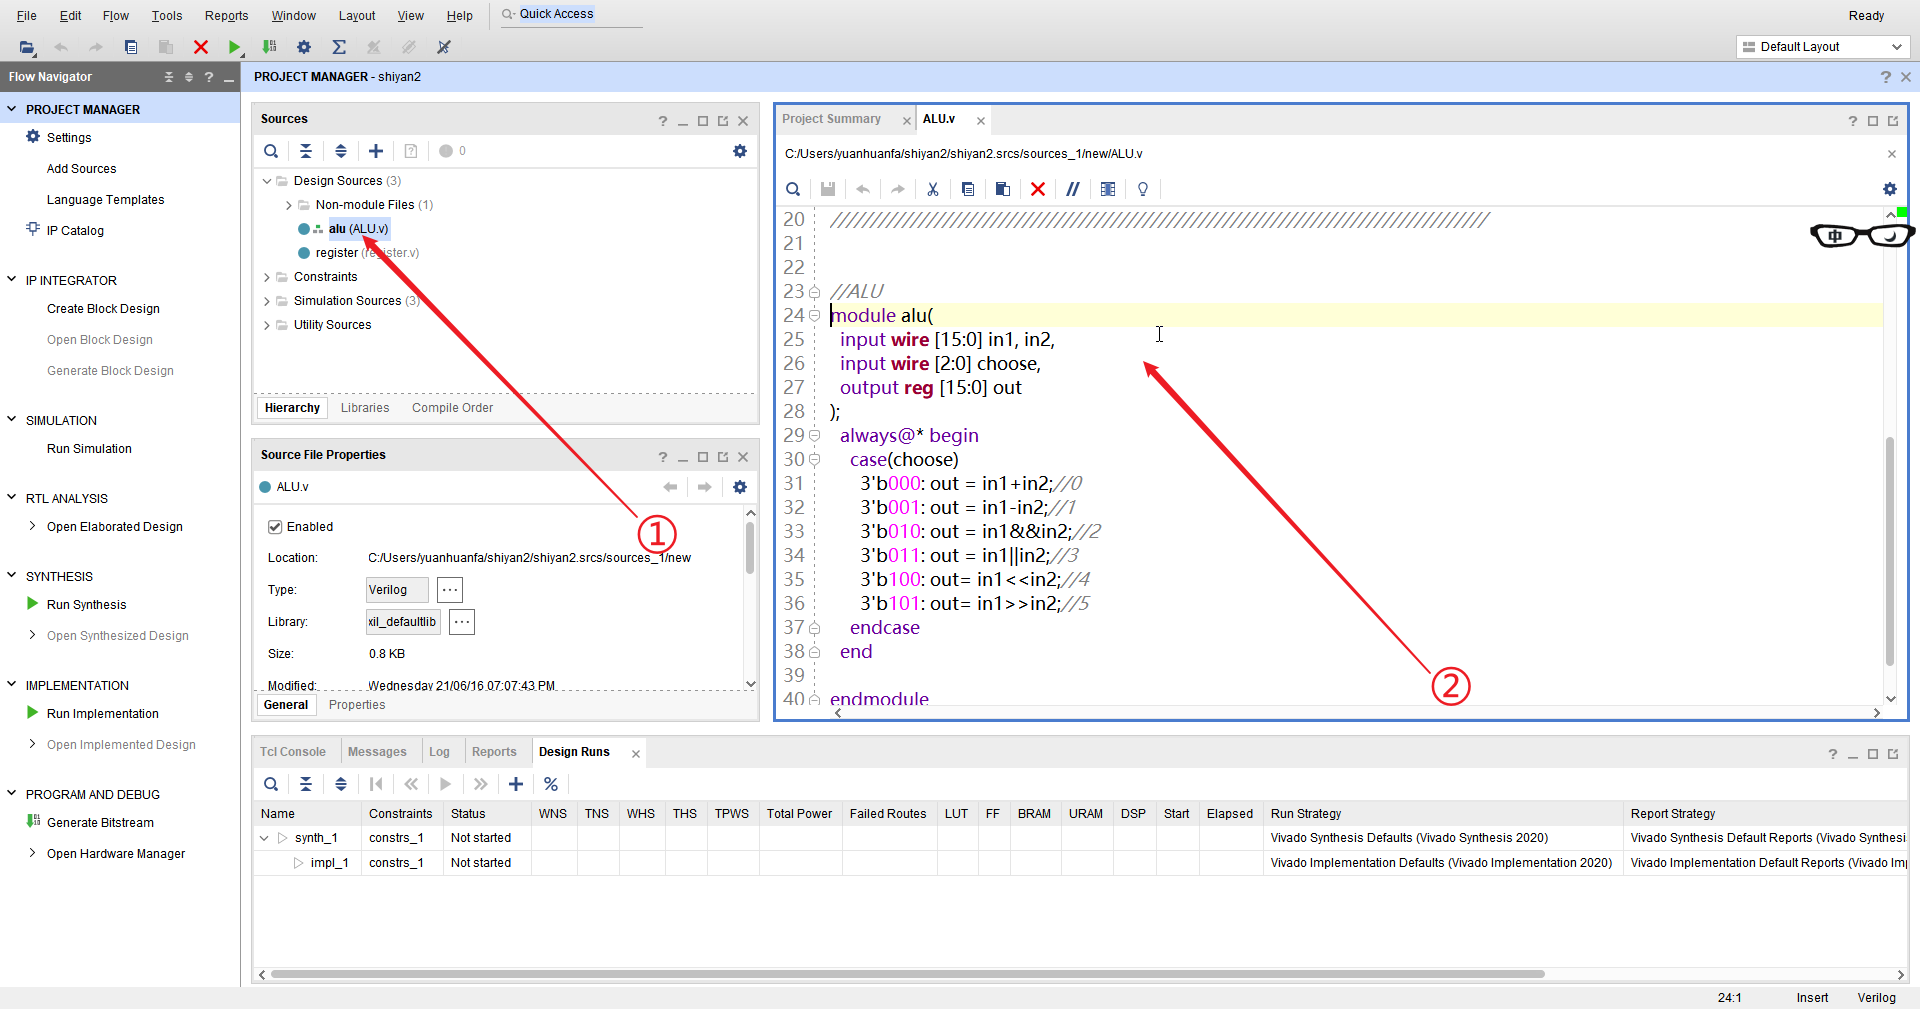 File Edit Flow Tools Reports Window Layout View Help Quick Access Ready
Default Layout
Flow Navigator
PROJECT MANAGER - shiyan2
PROJECT MANAGER
Settings
Add Sources
Language Templates
IP Catalog
IP INTEGRATOR
Create Block Design
Open Block Design
Generate Block Design
SIMULATION
Run Simulation
RTL ANALYSIS
Open Elaborated Design
SYNTHESIS
Run Synthesis
Open Synthesized Design
IMPLEMENTATION
Run Implementation
Open Implemented Design
PROGRAM AND DEBUG
Generate Bitstream
Open Hardware Manager
Sources
0
Design Sources (3)
Non-module Files (1)
alu (ALU.v)
register (register.v)
Constraints
Simulation Sources (3)
Utility Sources
Hierarchy Libraries Compile Order
Source File Properties
ALU.v
Enabled
Location: C:/Users/yuanhuanfa/shiyan2/shiyan2.srcs/sources_1/new
Type: Verilog
Library: xil_defaultlib
Size: 0.8 KB
Modified: Wednesday 21/06/16 07:07:43 PM
General Properties
①
Project Summary ALU.v
C:/Users/yuanhuanfa/shiyan2/shiyan2.srcs/sources_1/new/ALU.v
中
20 //////////////////////////////////////////////////////////////////////////////////
21
22
23 //ALU
24 module alu(
25 input wire [15:0] in1, in2,
26 input wire [2:0] choose,
27 output reg [15:0] out
28 );
29 always@* begin
30 case(choose)
31 3'b000: out = in1+in2;//0
32 3'b001: out = in1-in2;//1
33 3'b010: out = in1&&in2;//2
34 3'b011: out = in1||in2;//3
35 3'b100: out= in1<<in2;//4
36 3'b101: out= in1>>in2;//5
37 endcase
38 end
39
40 endmodule
②
Tcl Console Messages Log Reports Design Runs
Name Constraints Status WNS TNS WHS THS TPWS Total Power Failed Routes LUT FF BRAM URAM DSP Start Elapsed Run Strategy Report Strategy
synth_1 constrs_1 Not started Vivado Synthesis Defaults (Vivado Synthesis 2020) Vivado Synthesis Default Reports (Vivado Synthesi
impl_1 constrs_1 Not started Vivado Implementation Defaults (Vivado Implementation 2020) Vivado Implementation Default Reports (Vivado Im
24:1 Insert Verilog